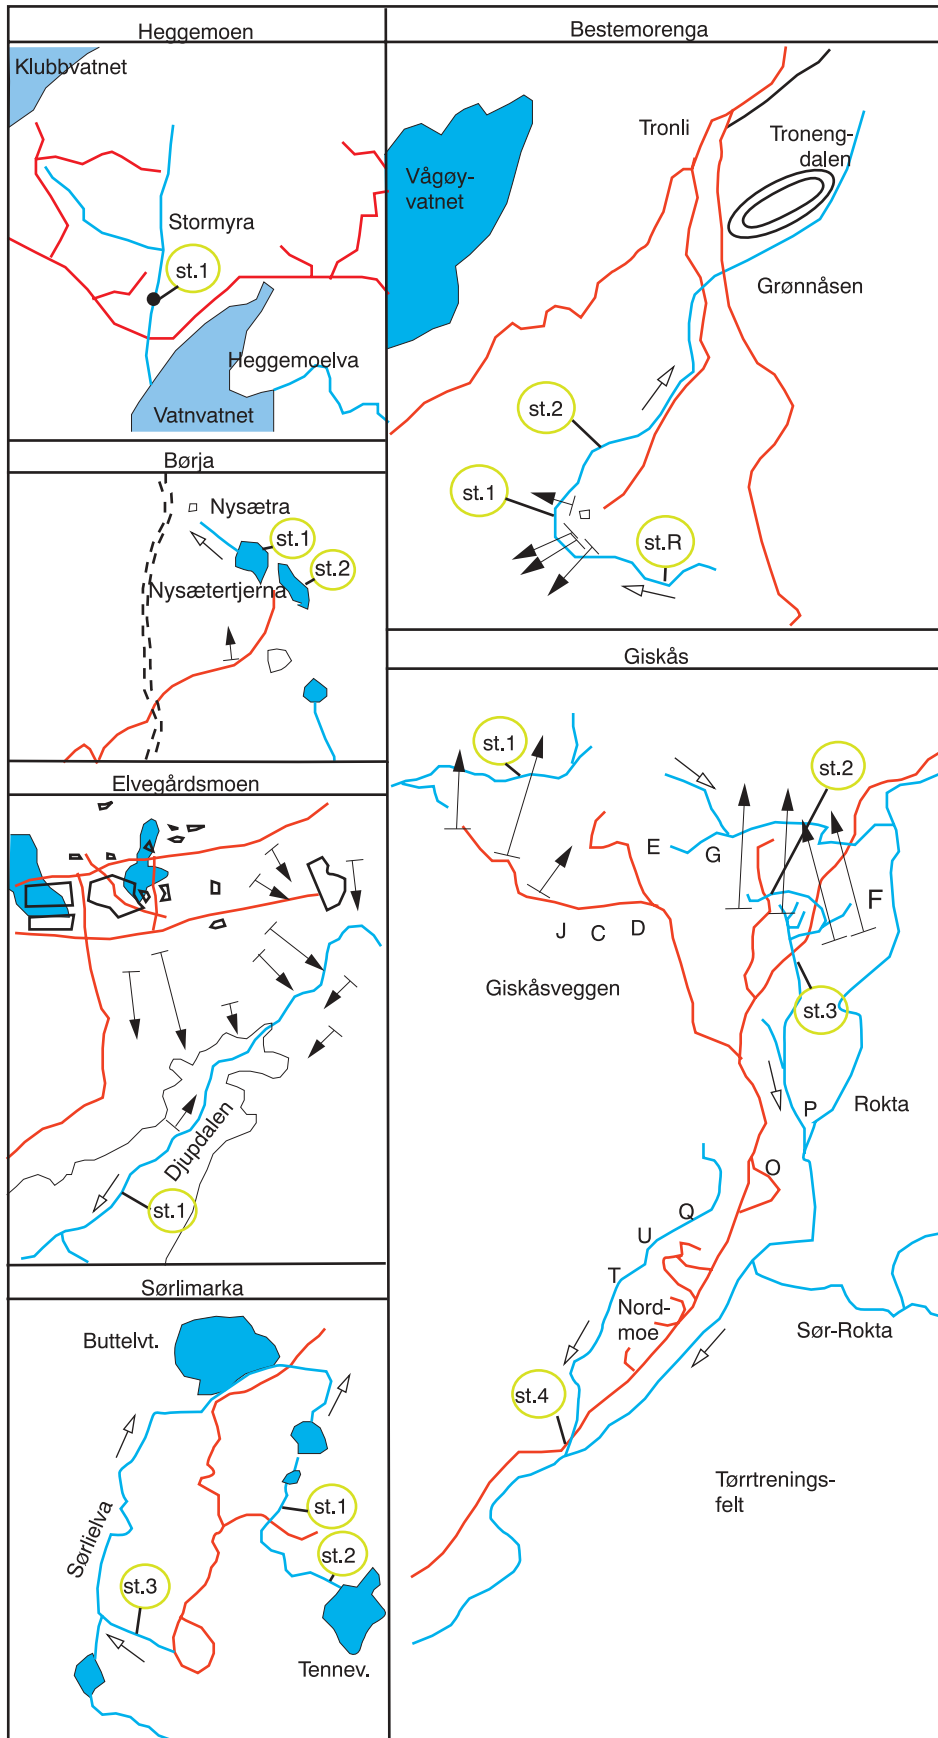 Heggemoen
Klubbvatnet
Stormyra
st.1
Heggemoelva
Vatnvatnet
Børja
Nysætra
st.1
st.2
Nysætertjerna
Elvegårdsmoen
Djupdalen
st.1
Sørlimarka
Buttelvt.
st.1
Sørlielva
st.2
st.3
Tennev.
Bestemorenga
Tronli
Troneng-
dalen
Vågøy-
vatnet
Grønnåsen
st.2
st.1
st.R
Giskås
st.1
st.2
E
G
F
J
C
D
Giskåsveggen
st.3
P
Rokta
O
Q
U
T
Nord-
moe
Sør-Rokta
st.4
Tørrtrenings-
felt